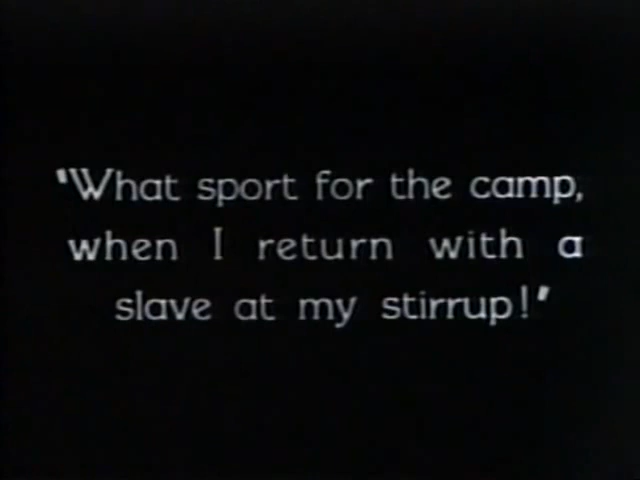 "What sport for the camp,
when I return with a
slave at my stirrup!"